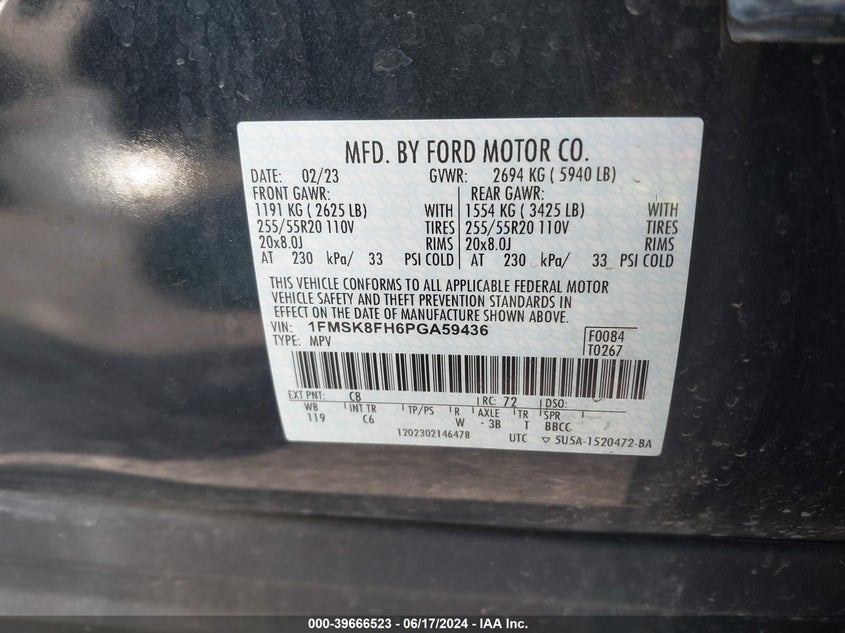 MFD. BY FORD MOTOR CO.
DATE: 02/23 GVWR: 2694 KG ( 5940 LB)
FRONT GAWR: REAR GAWR:
1191 KG ( 2625 LB) WITH 1554 KG ( 3425 LB) WITH
255/55R20 110V TIRES 255/55R20 110V TIRES
20x8.0J RIMS 20x8.0J RIMS
AT 230 kPa/ 33 PSI COLD AT 230 kPa/ 33 PSI COLD
THIS VEHICLE CONFORMS TO ALL APPLICABLE FEDERAL MOTOR
VEHICLE SAFETY AND THEFT PREVENTION STANDARDS IN
EFFECT ON THE DATE OF MANUFACTURE SHOWN ABOVE.
VIN: 1FMSK8FH6PGA59436
TYPE: MPV
F0084
T0267
EXT PNT: C8 RC: 72 DSO:
WB INT TR TP/PS R AXLE TR SPR
119 C6 W - 3B T BBCC
1202302146478 UTC ▽ 5U5A-1520472-BA
000-39666523 - 06/17/2024 - IAA Inc.